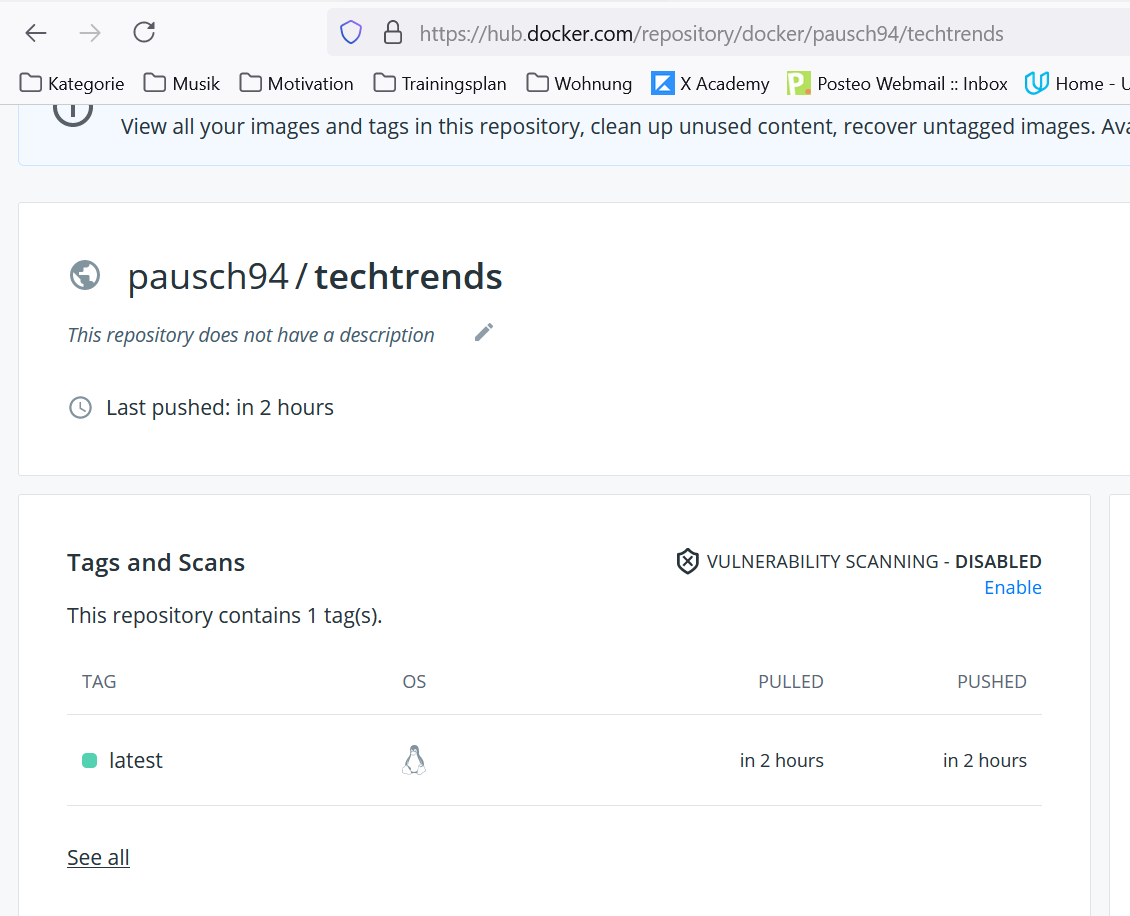 https://hub.docker.com/repository/docker/pausch94/techtrends
Kategorie Musik Motivation Trainingsplan Wohnung X Academy Posteo Webmail :: Inbox Home - U
View all your images and tags in this repository, clean up unused content, recover untagged images. Ava
pausch94 / techtrends
This repository does not have a description
Last pushed: in 2 hours
Tags and Scans
VULNERABILITY SCANNING - DISABLED
Enable
This repository contains 1 tag(s).
TAG OS PULLED PUSHED
latest in 2 hours in 2 hours
See all